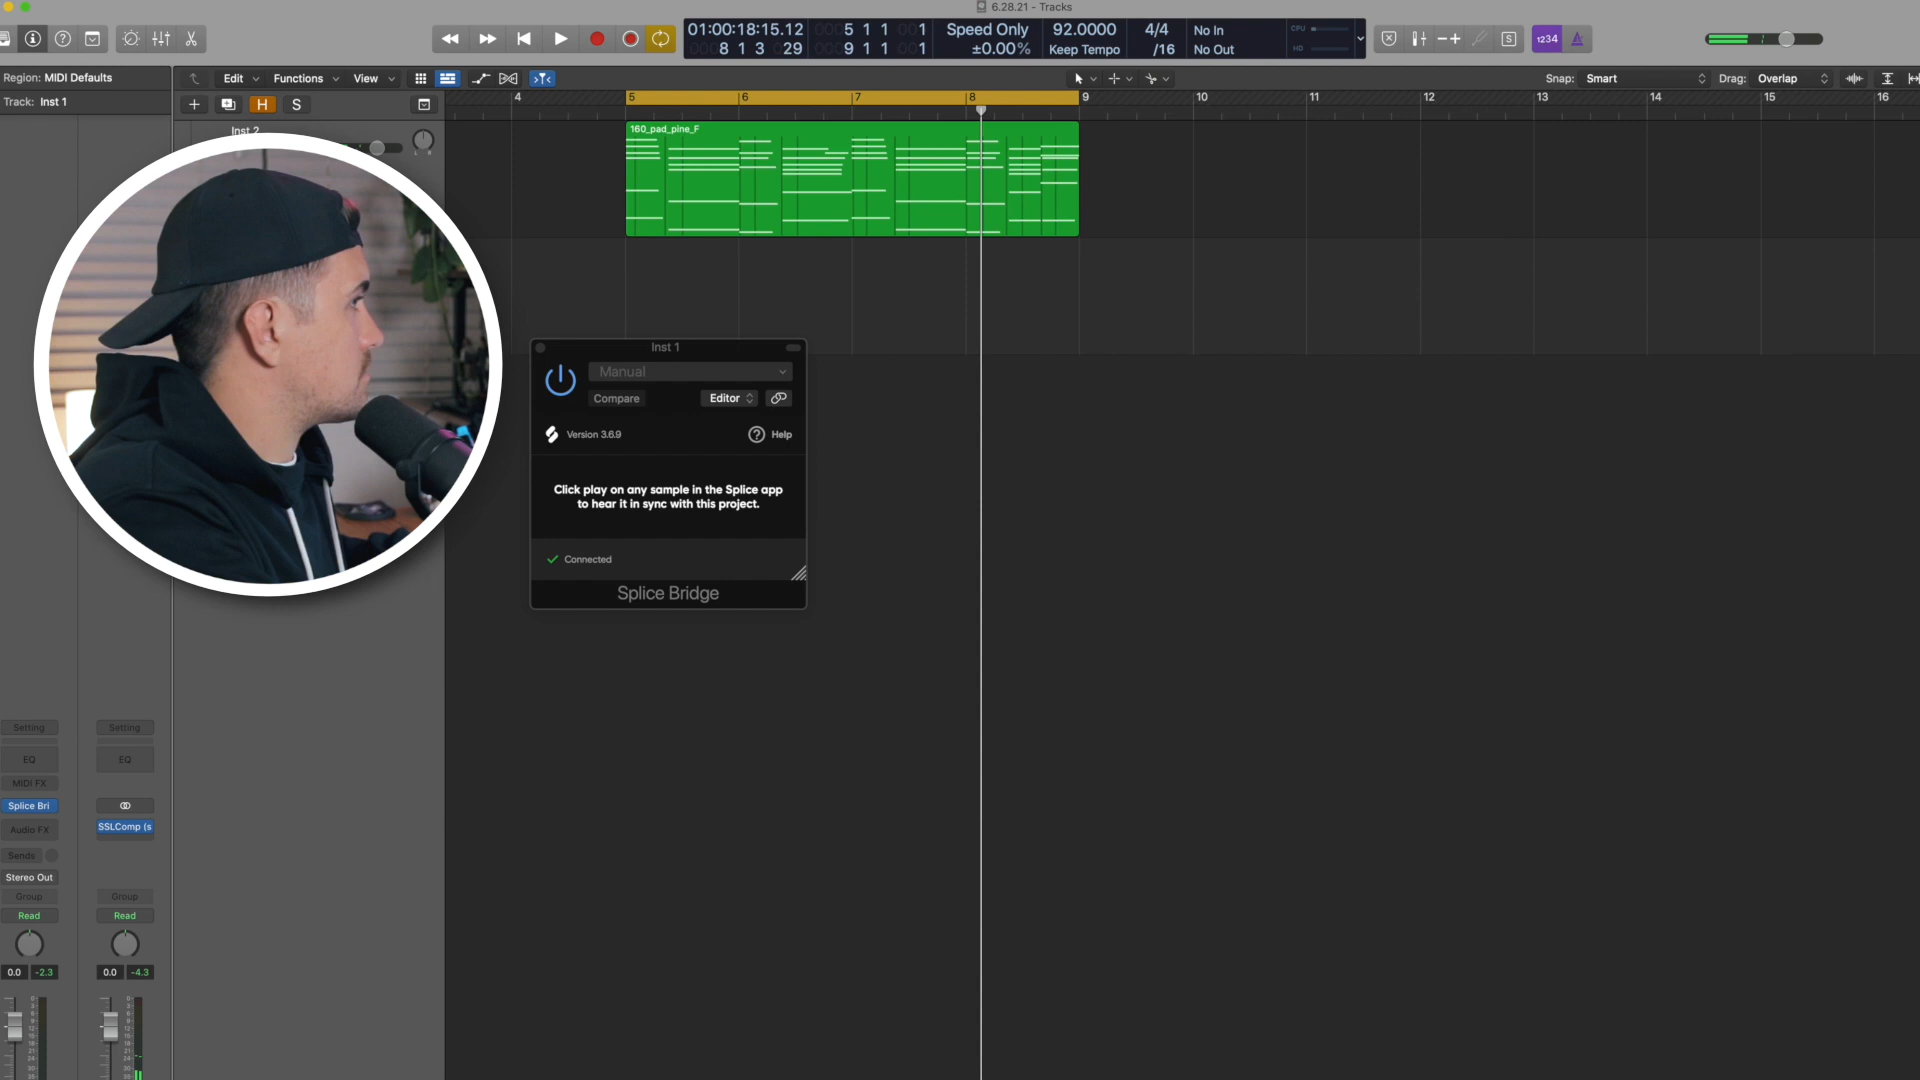 6.28.21 - Tracks
01:00:18:15.12
5 1 1 1
Speed Only
92.0000
4/4
No In
CPU
8 1 3 29
9 1 1 1
±0.00%
Keep Tempo
/16
No Out
HD
1234
Region: MIDI Defaults
Edit
Functions
View
Snap: Smart
Drag: Overlap
Track: Inst 1
H
S
4
5
6
7
8
9
10
11
12
13
14
15
16
Inst 2
L R
160_pad_pine_F
Inst 1
Manual
Compare
Editor
Version 3.6.9
Help
Click play on any sample in the Splice app
to hear it in sync with this project.
Connected
Splice Bridge
Setting
Setting
EQ
EQ
MIDI FX
Splice Bri
Audio FX
SSLComp (s
Sends
Stereo Out
Group
Group
Read
Read
0.0
-2.3
0.0
-4.3